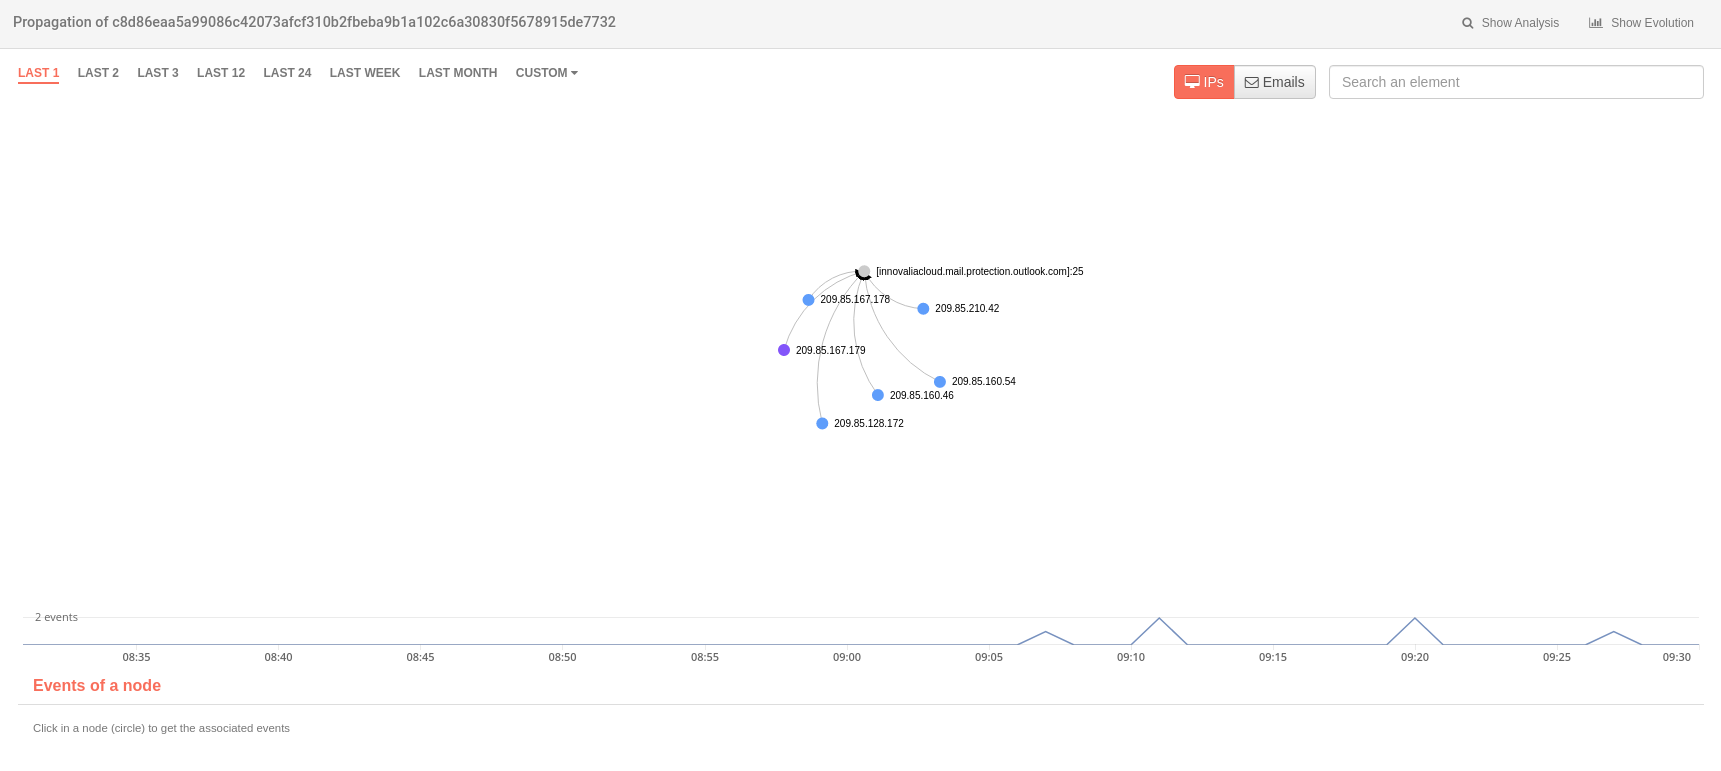 Propagation of c8d86eaa5a99086c42073afcf310b2fbeba9b1a102c6a30830f5678915de7732
Show Analysis
Show Evolution
LAST 1
LAST 2
LAST 3
LAST 12
LAST 24
LAST WEEK
LAST MONTH
CUSTOM
IPs
Emails
Search an element
[innovaliacloud.mail.protection.outlook.com]:25
209.85.167.178
209.85.210.42
209.85.167.179
209.85.160.54
209.85.160.46
209.85.128.172
2 events
08:35
08:40
08:45
08:50
08:55
09:00
09:05
09:10
09:15
09:20
09:25
09:30
Events of a node
Click in a node (circle) to get the associated events